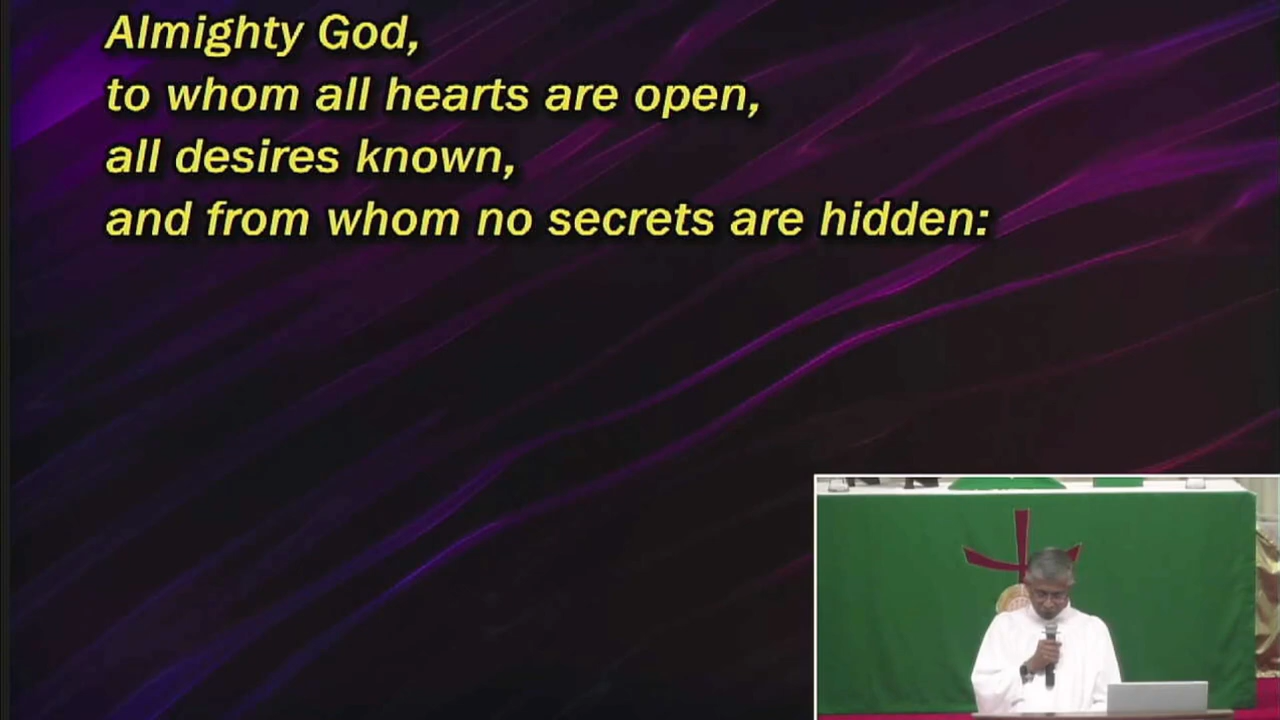 Almighty God,
to whom all hearts are open,
all desires known,
and from whom no secrets are hidden: